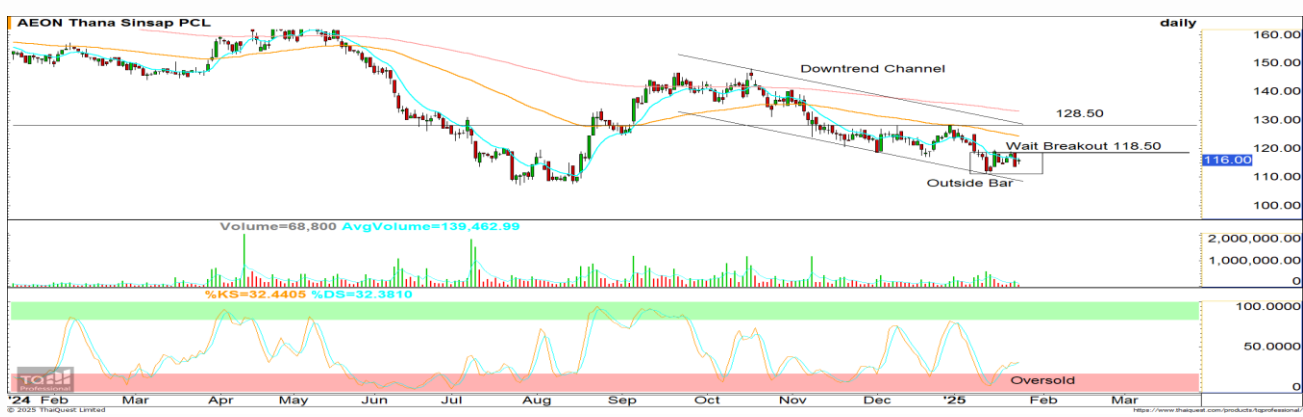 AEON Thana Sinsap PCL
daily
160.00
150.00
Downtrend Channel
140.00
128.50
130.00
Wait Breakout 118.50
120.00
116.00
Outside Bar
110.00
100.00
Volume=68,800 AvgVolume=139,462.99
2,000,000.00
1,000,000.00
0
%KS=32.4405 %DS=32.3810
100.0000
50.0000
Oversold
0
TQ
Professional
'24 Feb Mar Apr May Jun Jul Aug Sep Oct Nov Dec '25 Feb Mar
© 2025 ThaiQuest Limited
https://www.thaiquest.com/products/tqprofessional/